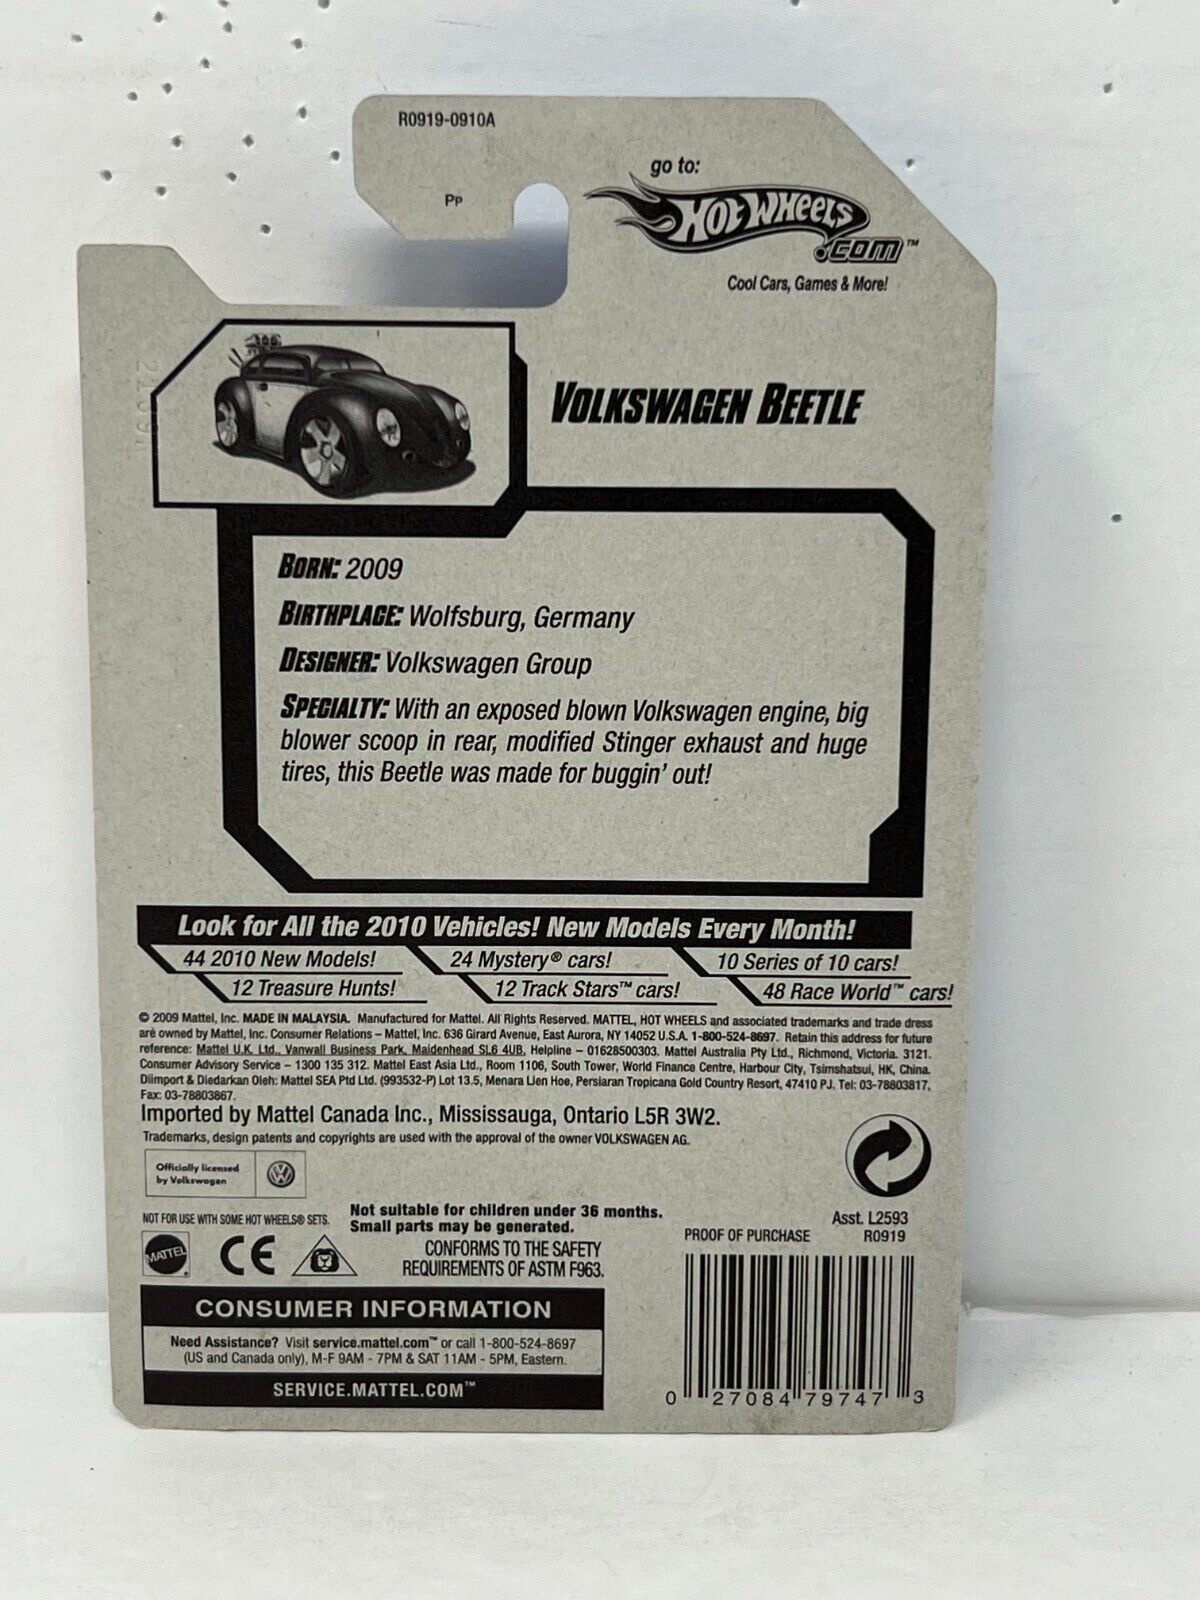 R0919-0910A
PP
go to:
HOT WHEELS
.COM™
Cool Cars, Games & More!
VOLKSWAGEN BEETLE
BORN: 2009
BIRTHPLACE: Wolfsburg, Germany
DESIGNER: Volkswagen Group
SPECIALTY: With an exposed blown Volkswagen engine, big
blower scoop in rear, modified Stinger exhaust and huge
tires, this Beetle was made for buggin' out!
Look for All the 2010 Vehicles! New Models Every Month!
44 2010 New Models!
24 Mystery® cars!
10 Series of 10 cars!
12 Treasure Hunts!
12 Track Stars™ cars!
48 Race World™ cars!
© 2009 Mattel, Inc. MADE IN MALAYSIA. Manufactured for Mattel. All Rights Reserved. MATTEL, HOT WHEELS and associated trademarks and trade dress
are owned by Mattel, Inc. Consumer Relations – Mattel, Inc. 636 Girard Avenue, East Aurora, NY 14052 U.S.A. 1-800-524-8697. Retain this address for future
reference: Mattel U.K. Ltd., Vanwall Business Park, Maidenhead SL6 4UB. Helpline – 01628500303. Mattel Australia Pty Ltd., Richmond, Victoria. 3121.
Consumer Advisory Service – 1300 135 312. Mattel East Asia Ltd., Room 1106, South Tower, World Finance Centre, Harbour City, Tsimshatsui, HK, China.
Diimport & Diedarkan Oleh: Mattel SEA Ptd Ltd. (993532-P) Lot 13.5, Menara Lien Hoe, Persiaran Tropicana Gold Country Resort, 47410 PJ. Tel: 03-78803817,
Fax: 03-78803867.
Imported by Mattel Canada Inc., Mississauga, Ontario L5R 3W2.
Trademarks, design patents and copyrights are used with the approval of the owner VOLKSWAGEN AG.
Officially licensed
by Volkswagen
NOT FOR USE WITH SOME HOT WHEELS® SETS.
Not suitable for children under 36 months.
Small parts may be generated.
MATTEL
CE
CONFORMS TO THE SAFETY
REQUIREMENTS OF ASTM F963.
CONSUMER INFORMATION
Need Assistance? Visit service.mattel.com™ or call 1-800-524-8697
(US and Canada only), M-F 9AM - 7PM & SAT 11AM - 5PM, Eastern.
SERVICE.MATTEL.COM™
Asst. L2593
PROOF OF PURCHASE R0919
0 27084 79747 3